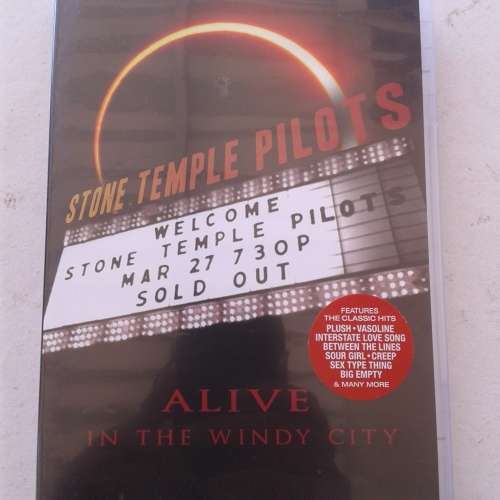 STONE TEMPLE PILOTS
WELCOME
STONE TEMPLE PILOTS
MAR 27 730P
SOLD OUT
FEATURES
THE CLASSIC HITS
PLUSH • VASOLINE
INTERSTATE LOVE SONG
BETWEEN THE LINES
SOUR GIRL • CREEP
SEX TYPE THING
BIG EMPTY
& MANY MORE
ALIVE
IN THE WINDY CITY